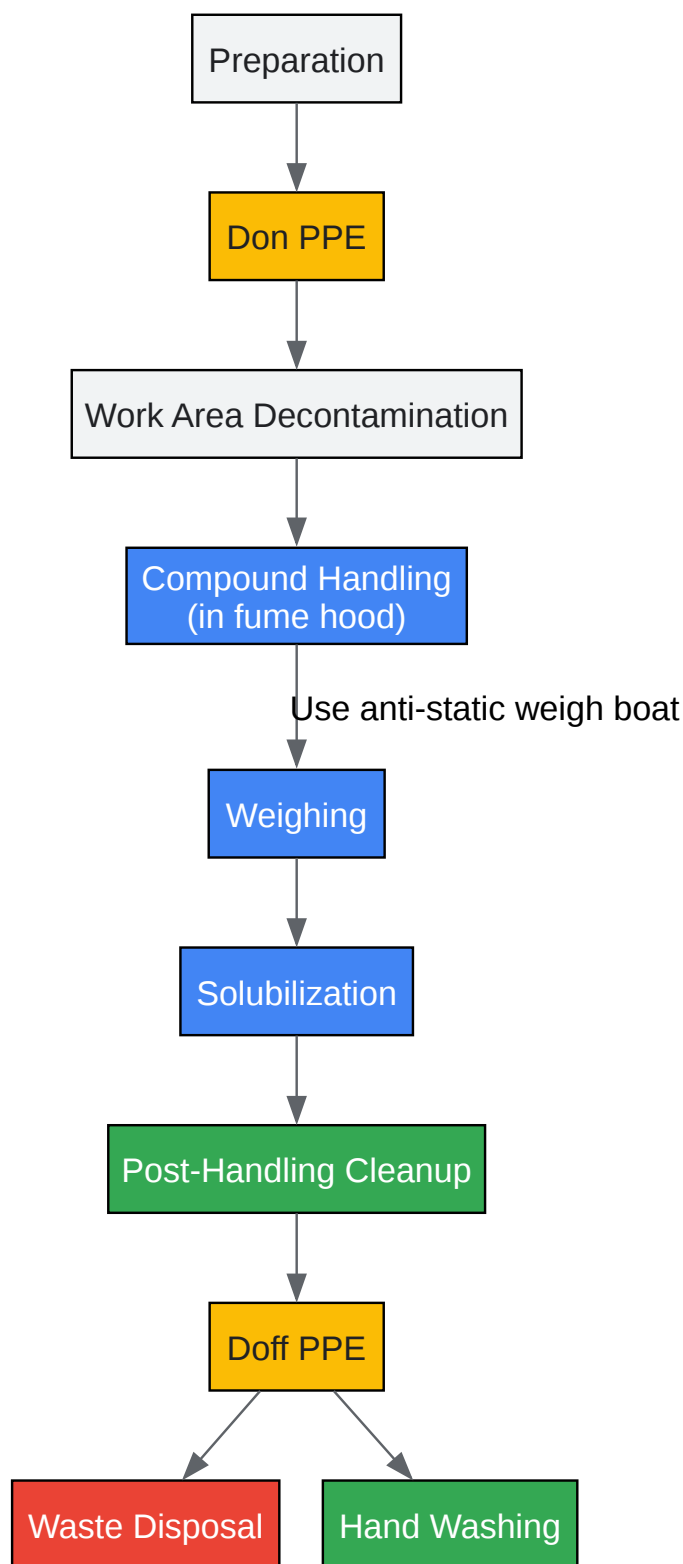 Preparation
Don PPE
Work Area Decontamination
Compound Handling
(in fume hood)
Use anti-static weigh boat
Weighing
Solubilization
Post-Handling Cleanup
Doff PPE
Waste Disposal
Hand Washing